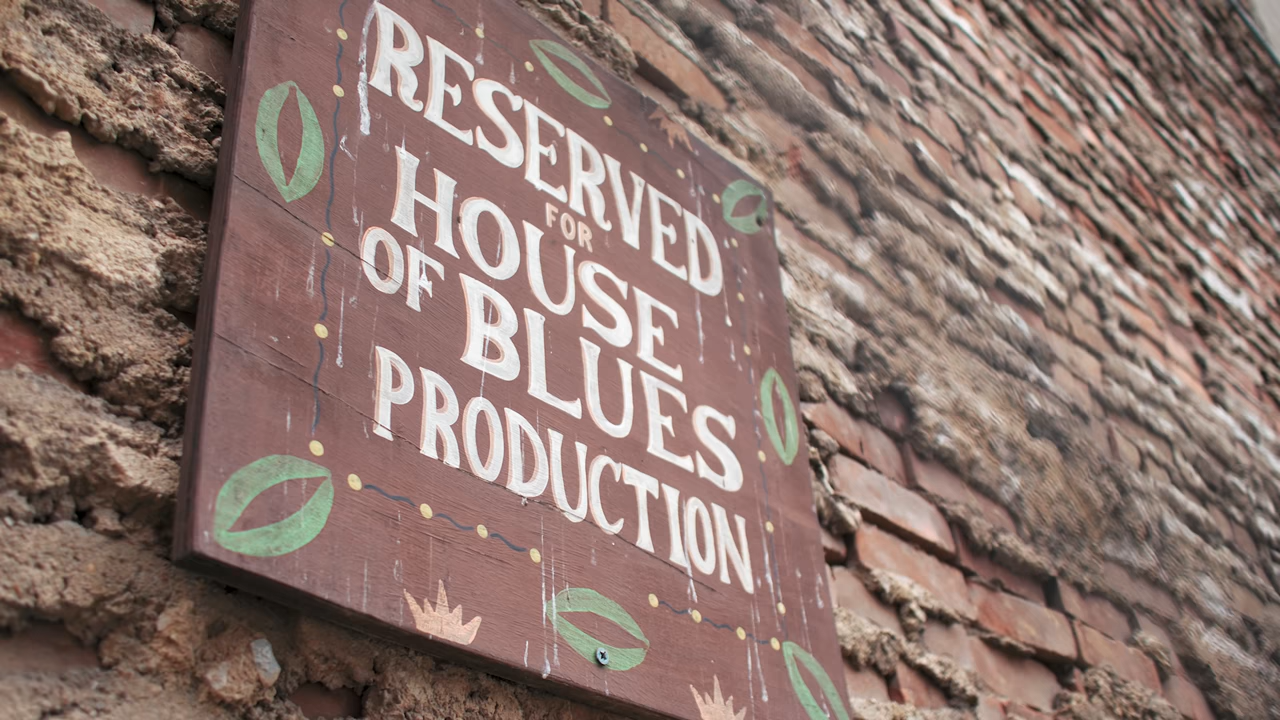 RESERVED
FOR
HOUSE
OF BLUES
PRODUCTION